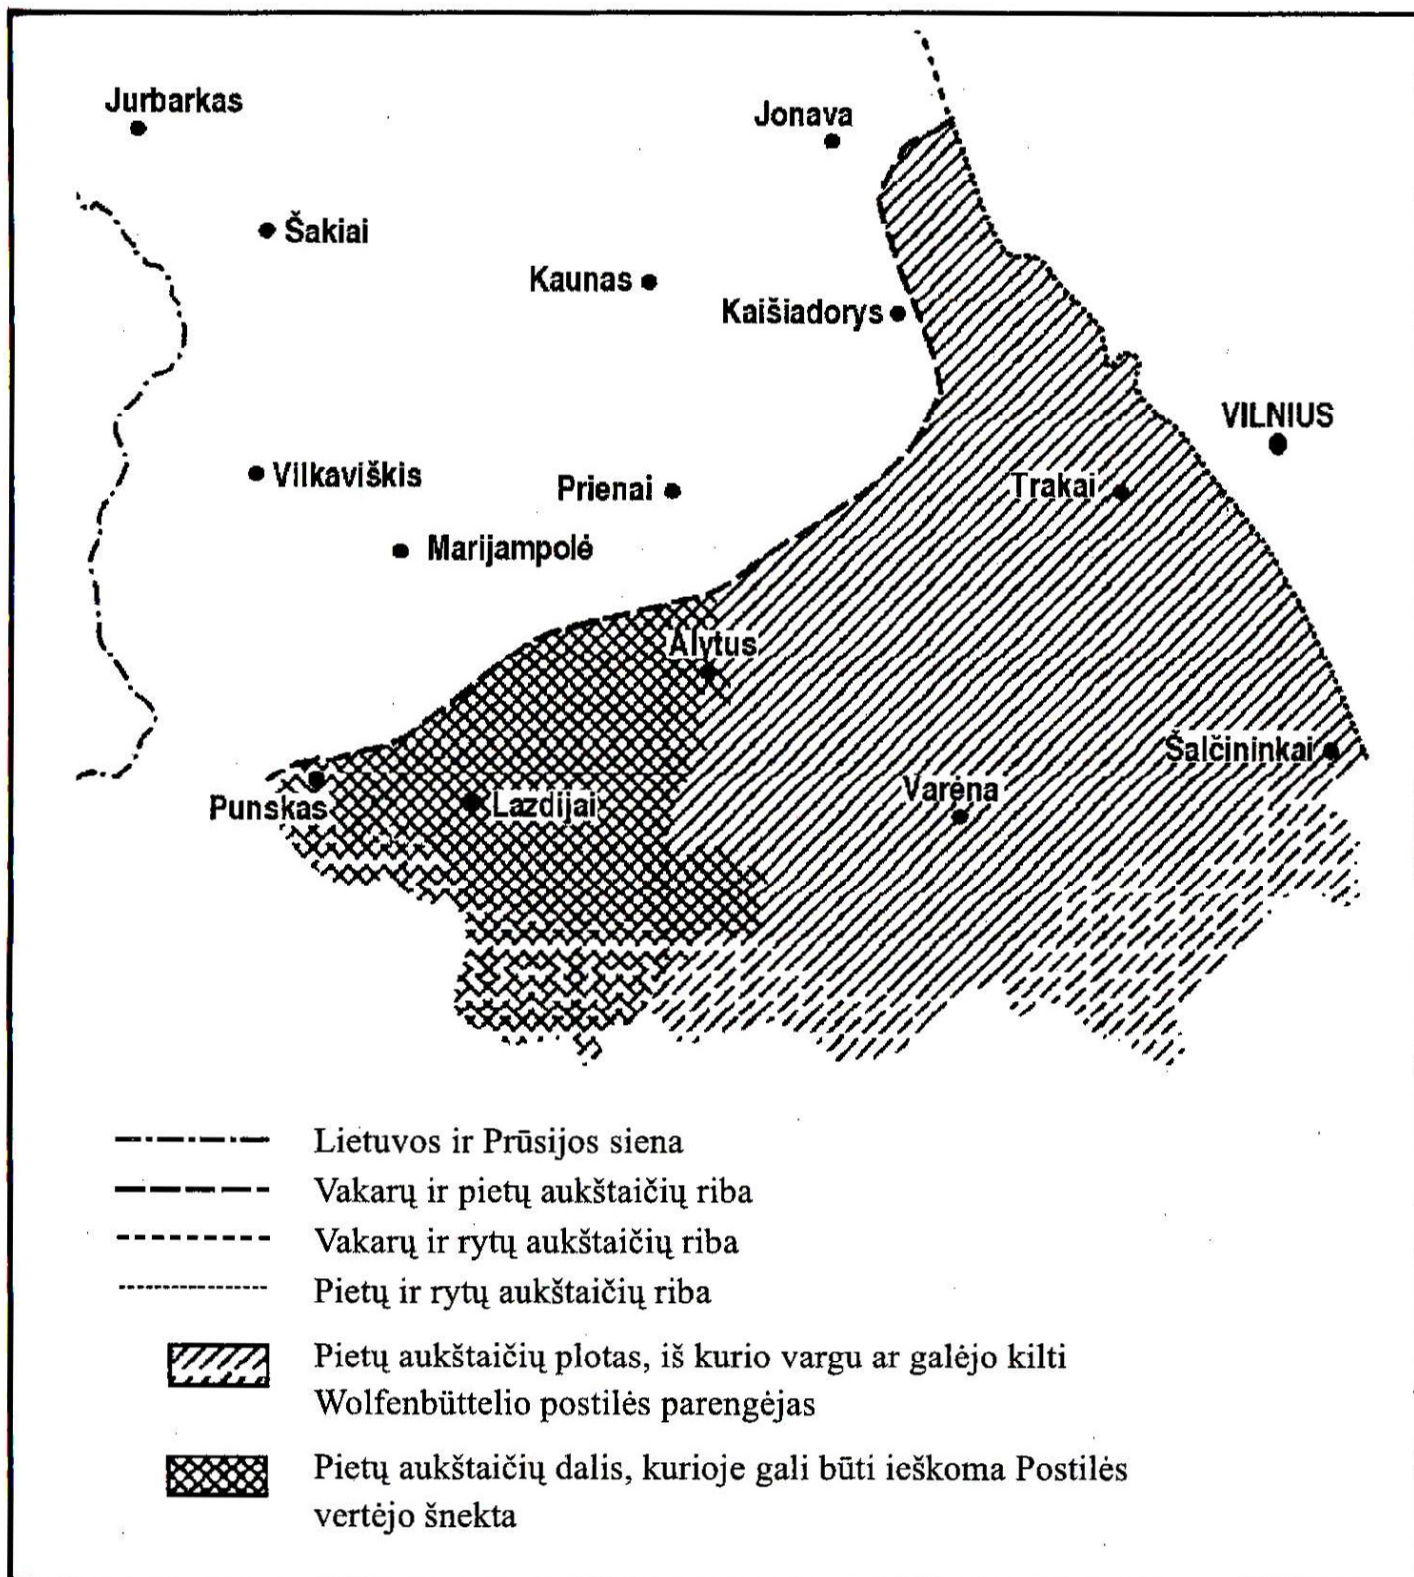 Jurbarkas
Jonava
Šakiai
Kaunas
Kaišiadorys
VILNIUS
Vilkaviškis
Prienai
Trakai
Marijampolė
Alytus
Šalčininkai
Punskas
Lazdijai
Varėna
Lietuvos ir Prūsijos siena
Vakarų ir pietų aukštaičių riba
Vakarų ir rytų aukštaičių riba
Pietų ir rytų aukštaičių riba
Pietų aukštaičių plotas, iš kurio vargu ar galėjo kilti
Wolfenbüttelio postilės parengėjas
Pietų aukštaičių dalis, kurioje gali būti ieškoma Postilės
vertėjo šnekta